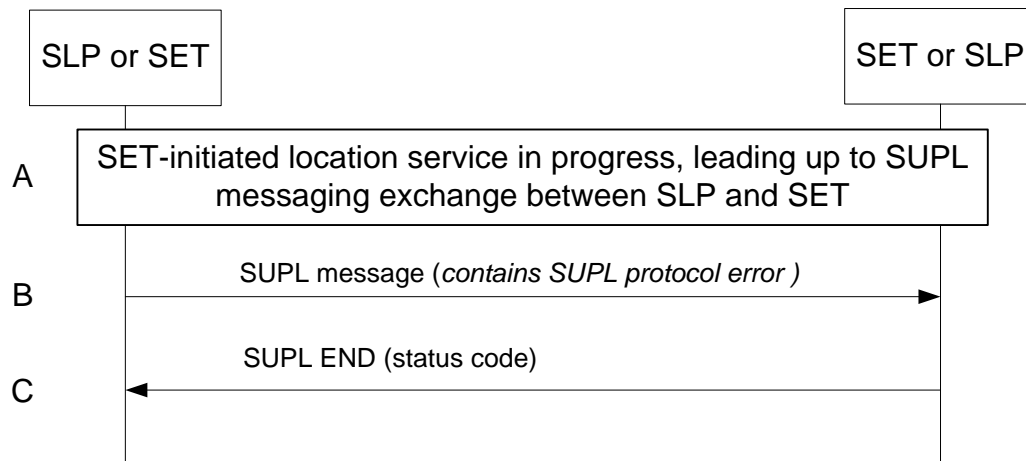 SLP or SET
SET or SLP
A
SET-initiated location service in progress, leading up to SUPL
messaging exchange between SLP and SET
B
SUPL message (contains SUPL protocol error )
C
SUPL END (status code)